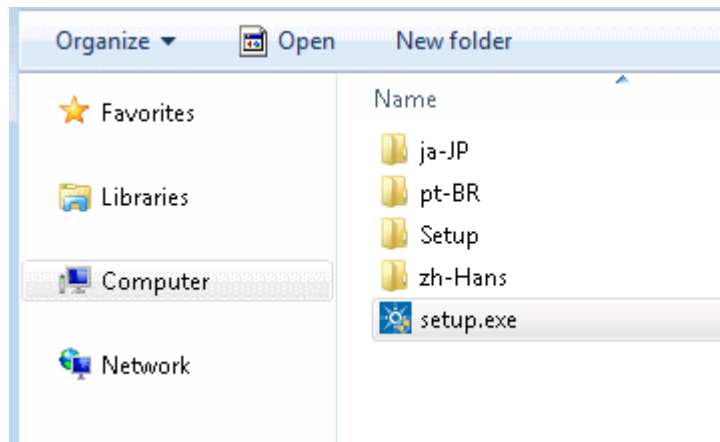 Organize Open New folder
Favorites
Libraries
Computer
Network
Name
ja-JP
pt-BR
Setup
zh-Hans
setup.exe